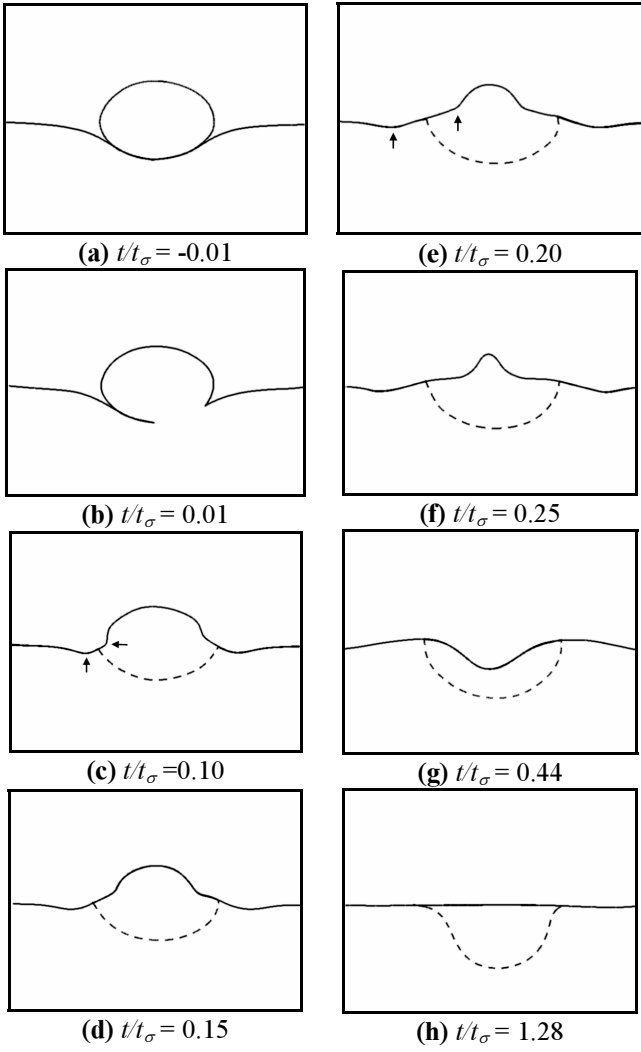 (a) t/tσ = -0.01
(b) t/tσ = 0.01
(c) t/tσ =0.10
(d) t/tσ = 0.15
(e) t/tσ = 0.20
(f) t/tσ = 0.25
(g) t/tσ = 0.44
(h) t/tσ = 1.28